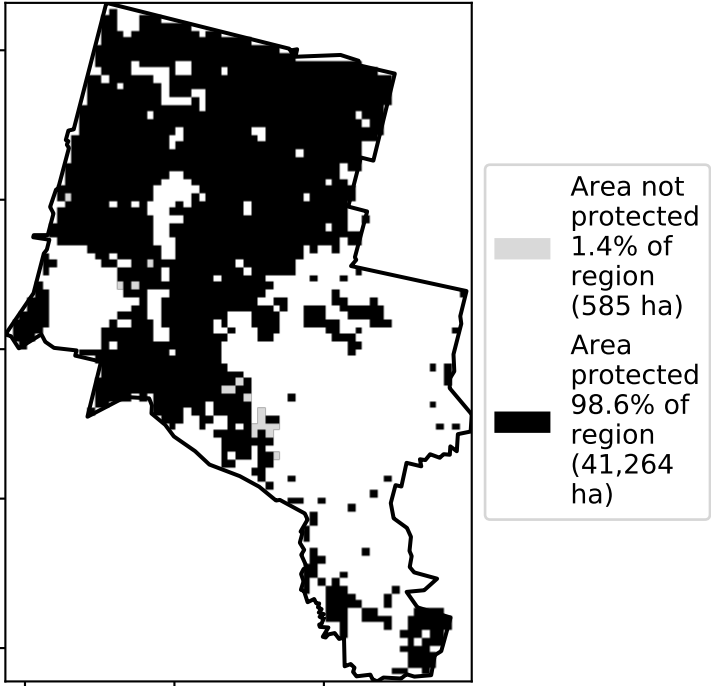 Area not
protected
1.4% of
region
(585 ha)
Area
protected
98.6% of
region
(41,264
ha)